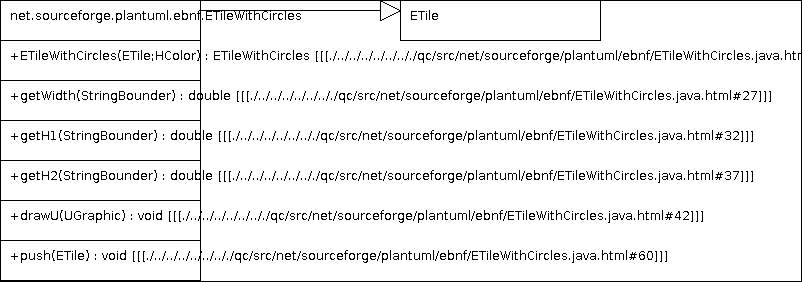 net.sourceforge.plantuml.ebnf.ETileWithCircles
ETile
+ETileWithCircles(ETile;HColor) : ETileWithCircles [[[./../../../../../../../qc/src/net/sourceforge/plantuml/ebnf/ETileWithCircles.java.htm
+getWidth(StringBounder) : double [[[./../../../../../../../qc/src/net/sourceforge/plantuml/ebnf/ETileWithCircles.java.html#27]]]
+getH1(StringBounder) : double [[[./../../../../../../../qc/src/net/sourceforge/plantuml/ebnf/ETileWithCircles.java.html#32]]]
+getH2(StringBounder) : double [[[./../../../../../../../qc/src/net/sourceforge/plantuml/ebnf/ETileWithCircles.java.html#37]]]
+drawU(UGraphic) : void [[[./../../../../../../../qc/src/net/sourceforge/plantuml/ebnf/ETileWithCircles.java.html#42]]]
+push(ETile) : void [[[./../../../../../../../qc/src/net/sourceforge/plantuml/ebnf/ETileWithCircles.java.html#60]]]